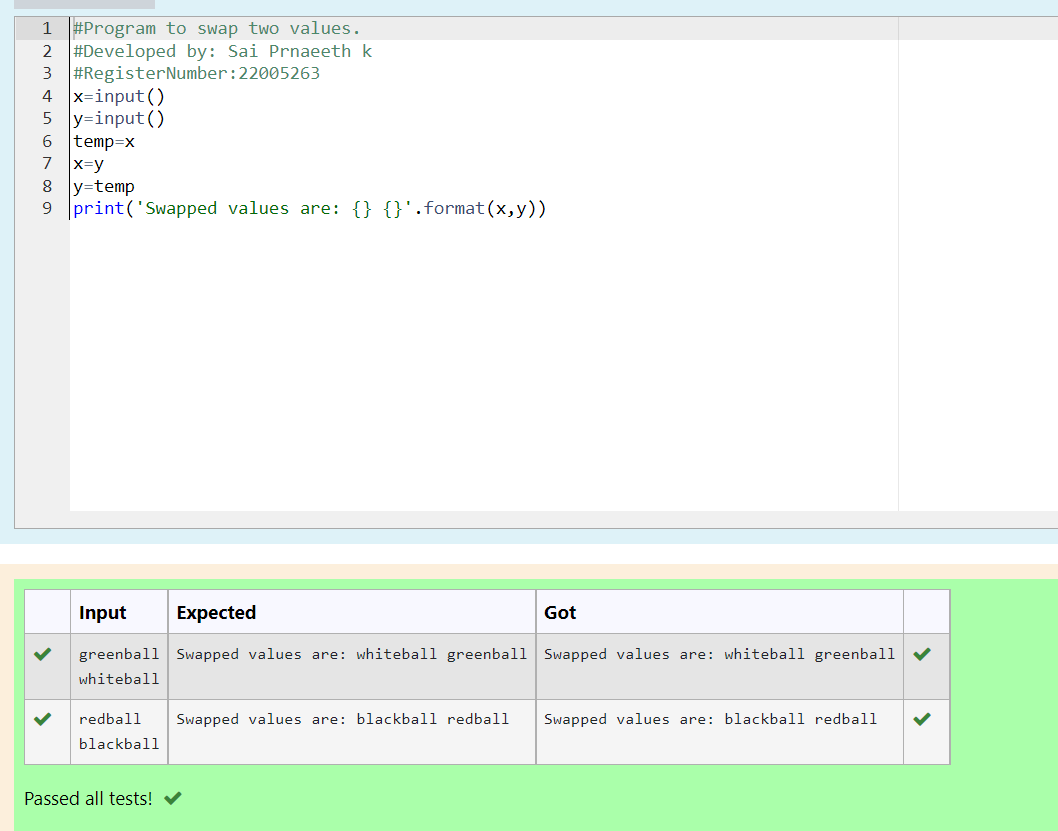 1 #Program to swap two values.
2 #Developed by: Sai Prnaeeth k
3 #RegisterNumber:22005263
4 x=input()
5 y=input()
6 temp=x
7 x=y
8 y=temp
9 print('Swapped values are: {} {}'.format(x,y))
Input Expected Got
greenball Swapped values are: whiteball greenball Swapped values are: whiteball greenball
whiteball
redball Swapped values are: blackball redball Swapped values are: blackball redball
blackball
Passed all tests!